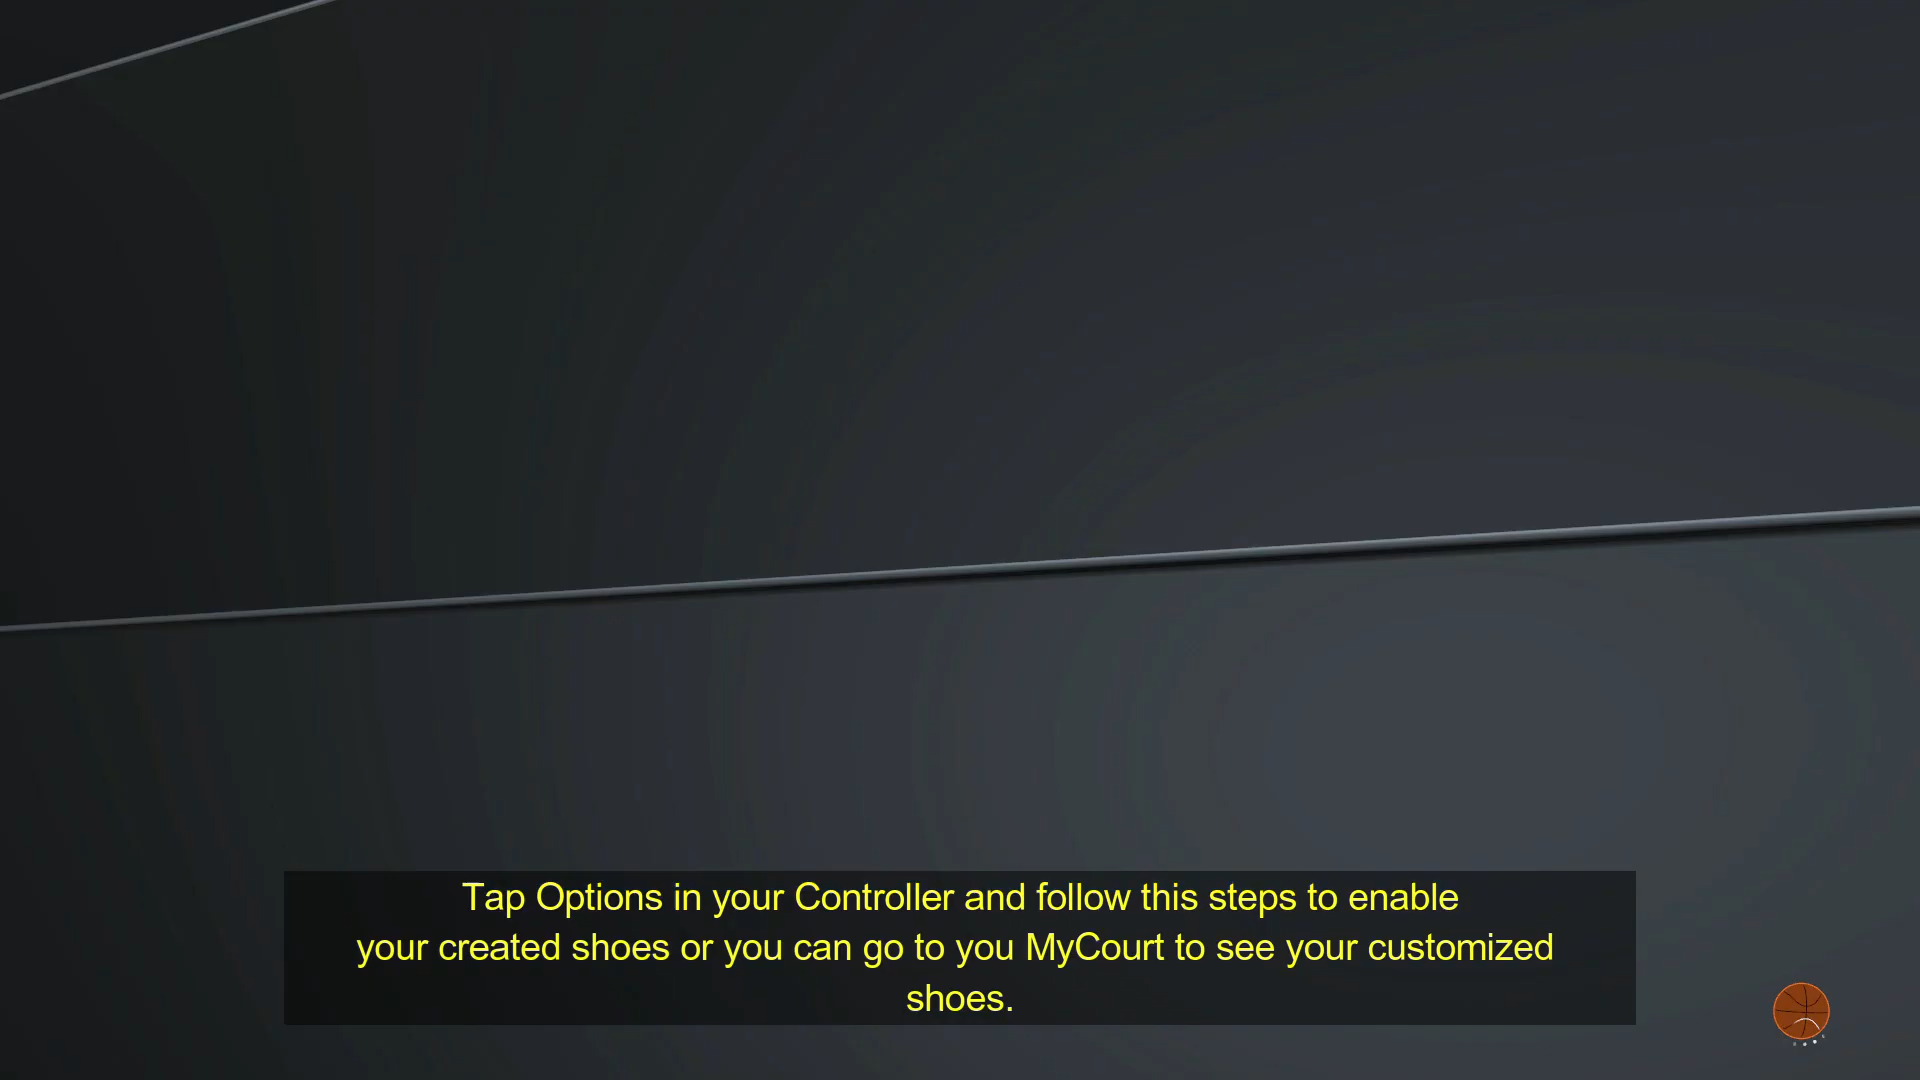 Tap Options in your Controller and follow this steps to enable
your created shoes or you can go to you MyCourt to see your customized
shoes.